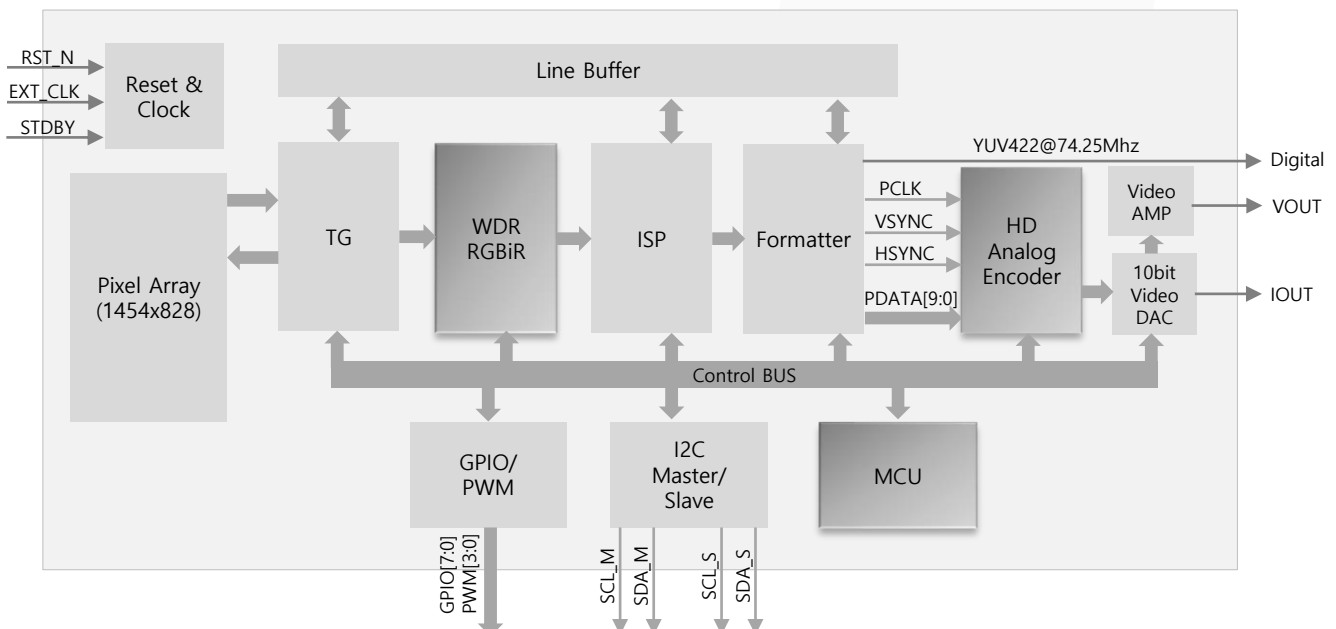 RST_N
EXT_CLK
STDBY
Reset &
Clock
Line Buffer
YUV422@74.25Mhz
Digital
Pixel Array
(1454x828)
TG
WDR
RGBiR
ISP
Formatter
PCLK
VSYNC
HSYNC
PDATA[9:0]
HD
Analog
Encoder
Video
AMP
VOUT
10bit
Video
DAC
IOUT
Control BUS
GPIO/
PWM
I2C
Master/
Slave
MCU
GPIO[7:0]
PWM[3:0]
SCL_M
SDA_M
SCL_S
SDA_S